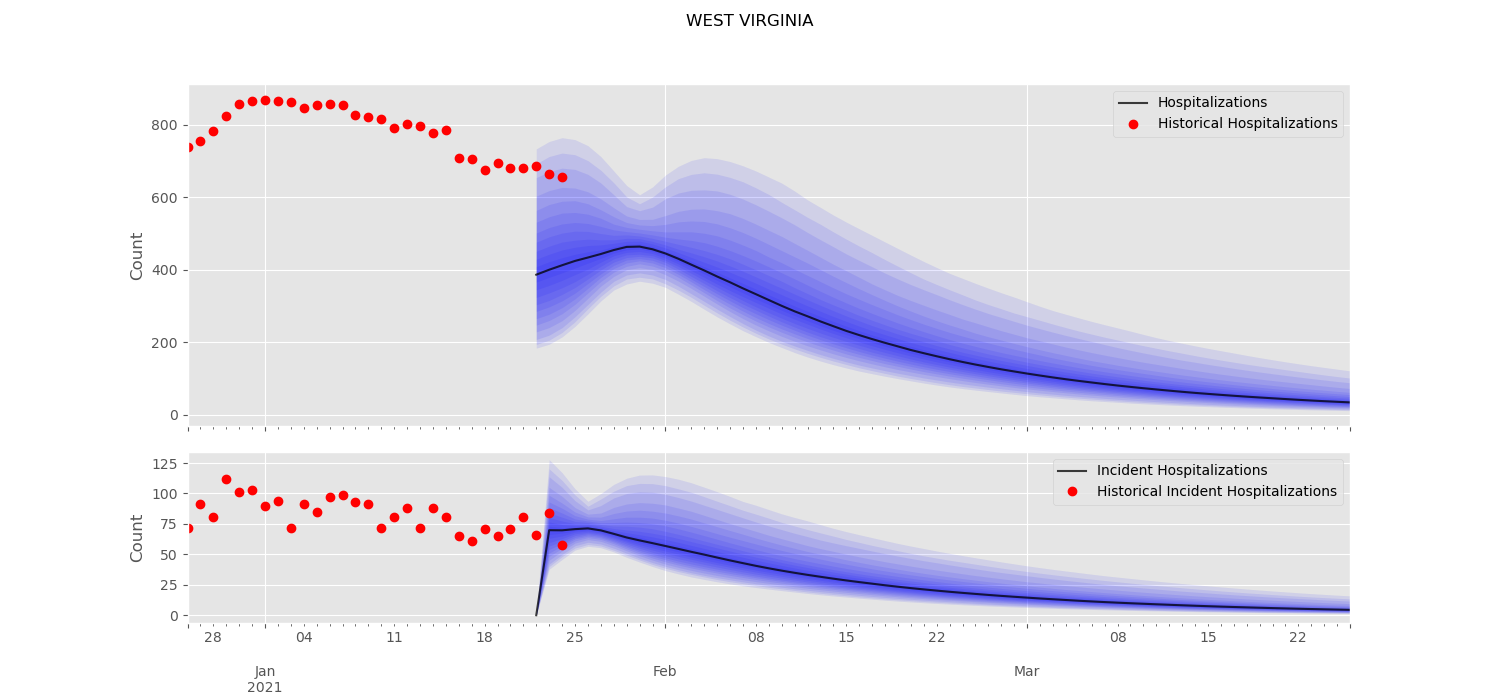 WEST VIRGINIA
Hospitalizations
Historical Hospitalizations
800
600
400
200
0
Count
Incident Hospitalizations
Historical Incident Hospitalizations
125
100
75
50
25
0
Count
28 04 11 18 25 08 15 22 08 15 22
Jan Feb Mar
2021